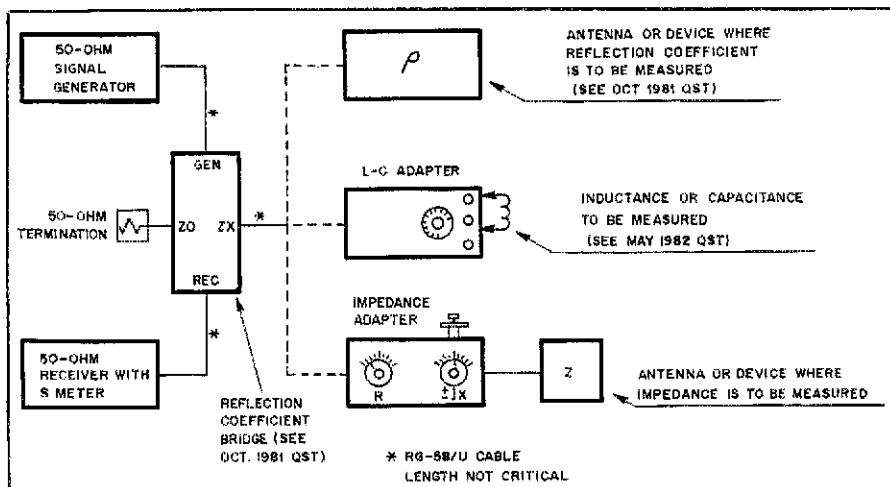 50-OHM
SIGNAL
GENERATOR
*
GEN
50-OHM
TERMINATION
ZO
ZX
*
REC
*
50-OHM
RECEIVER WITH
S METER
REFLECTION
COEFFICIENT
BRIDGE (SEE
OCT. 1981 QST)
ρ
ANTENNA OR DEVICE WHERE
REFLECTION COEFFICIENT
IS TO BE MEASURED
(SEE OCT 1981 QST)
L-C ADAPTER
INDUCTANCE OR CAPACITANCE
TO BE MEASURED
(SEE MAY 1982 QST)
IMPEDANCE
ADAPTER
R
±jX
Z
ANTENNA OR DEVICE WHERE
IMPEDANCE IS TO BE MEASURED
* RG-58/U CABLE
LENGTH NOT CRITICAL